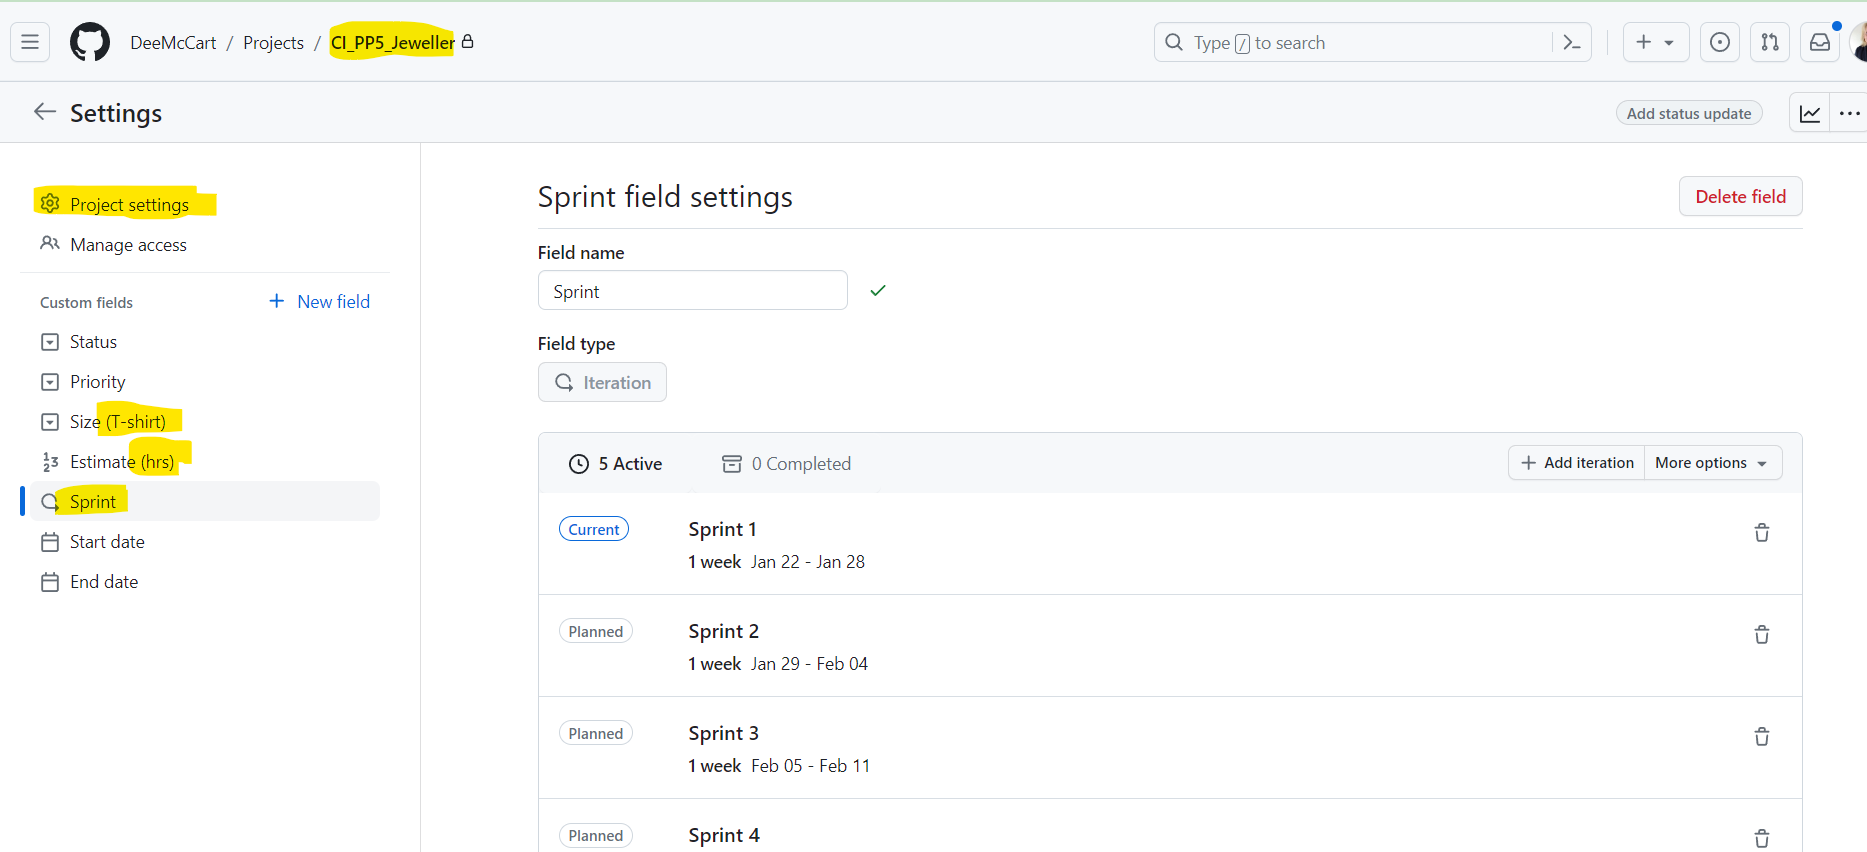 DeeMcCart / Projects / CI_PP5_Jeweller
Type / to search
Settings
Add status update
Project settings
Manage access
Custom fields
New field
Status
Priority
Size (T-shirt)
Estimate (hrs)
Sprint
Start date
End date
Sprint field settings
Delete field
Field name
Sprint
Field type
Iteration
5 Active
0 Completed
Add iteration
More options
Current
Sprint 1
1 week Jan 22 - Jan 28
Planned
Sprint 2
1 week Jan 29 - Feb 04
Planned
Sprint 3
1 week Feb 05 - Feb 11
Planned
Sprint 4